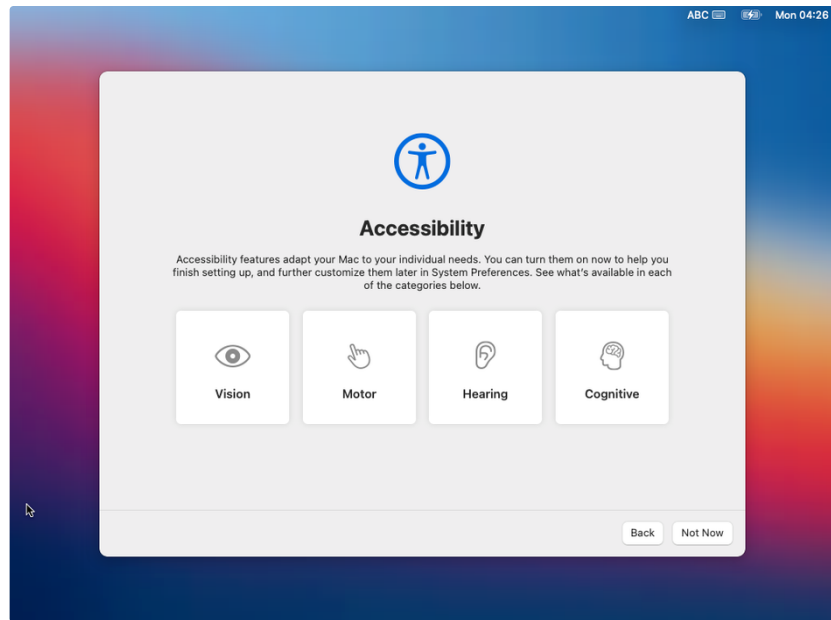 ABC Mon 04:26
Accessibility
Accessibility features adapt your Mac to your individual needs. You can turn them on now to help you
finish setting up, and further customize them later in System Preferences. See what's available in each
of the categories below.
Vision Motor Hearing Cognitive
Back Not Now